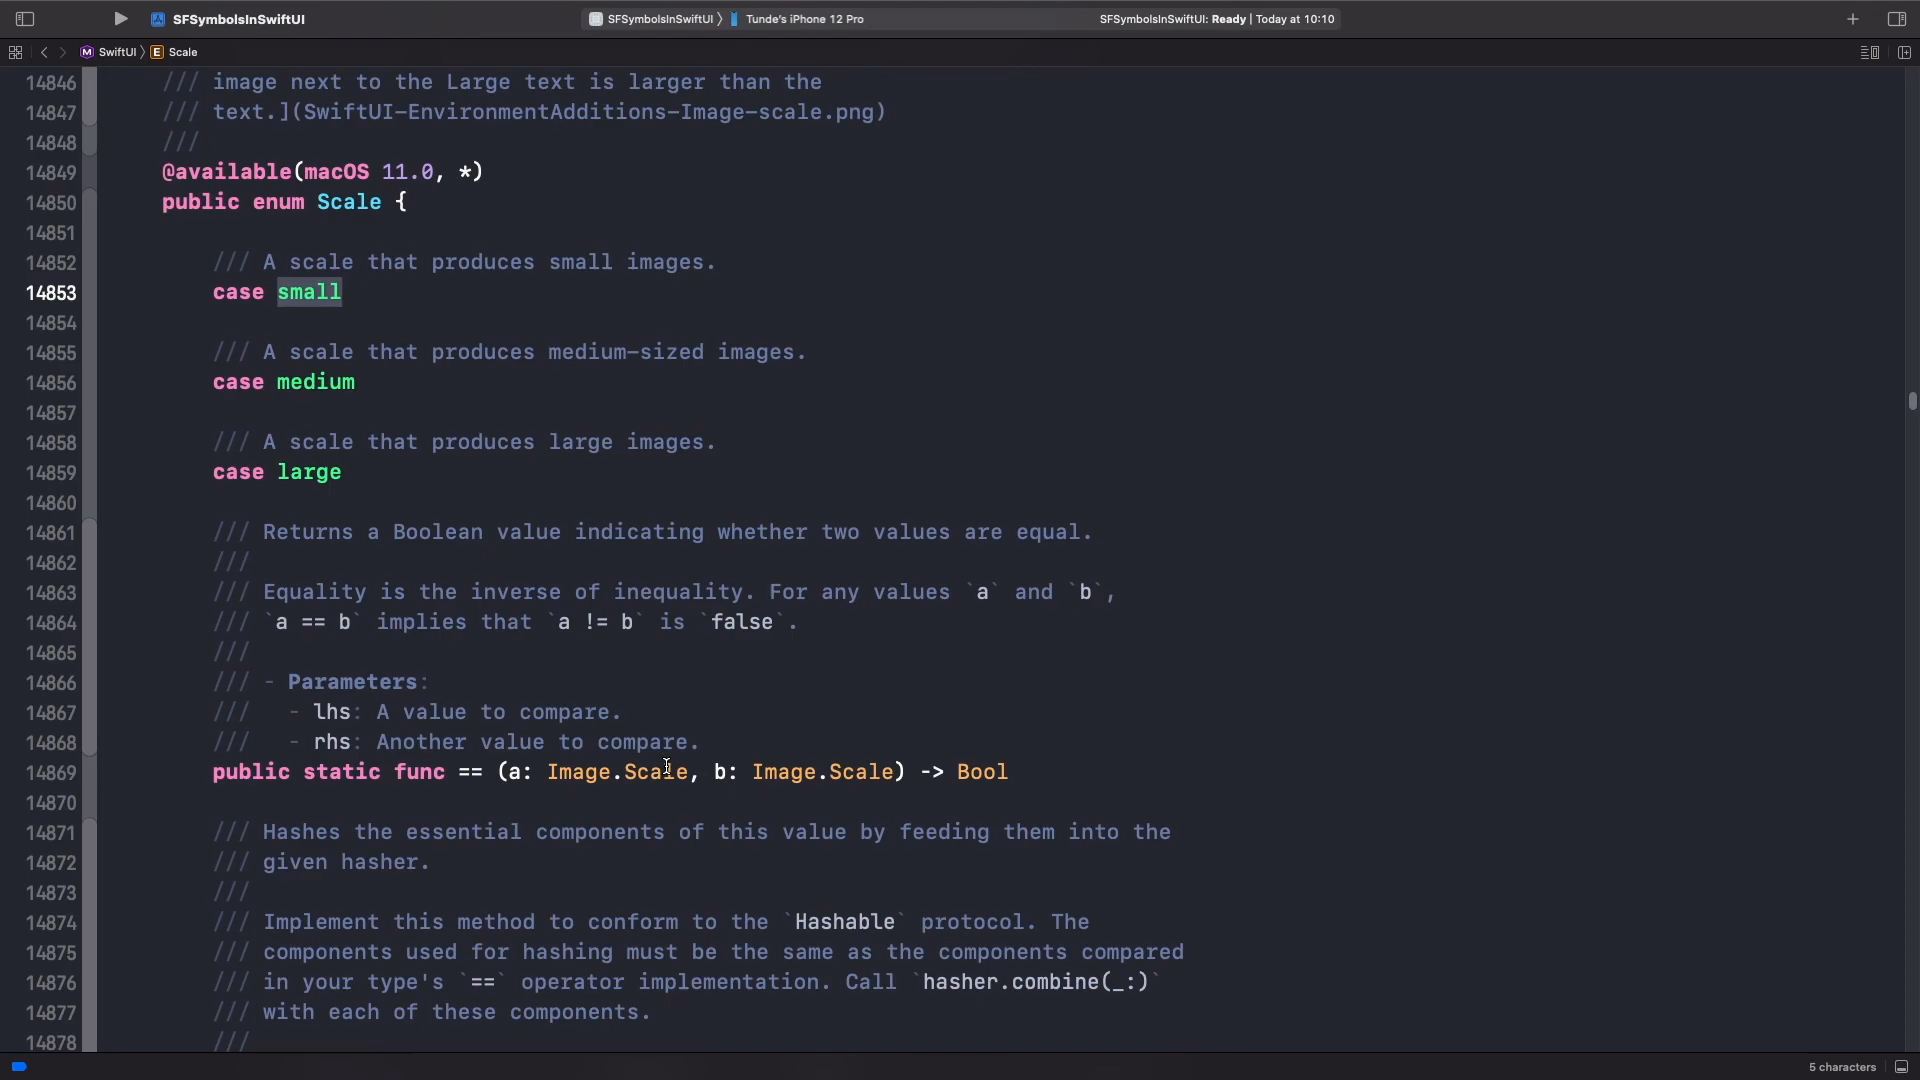 SFSymbolsInSwiftUI
SFSymbolsInSwiftUI 〉 Tunde's iPhone 12 Pro
SFSymbolsInSwiftUI: Ready | Today at 10:10
M SwiftUI 〉 E Scale
14846 /// image next to the Large text is larger than the
14847 /// text.](SwiftUI-EnvironmentAdditions-Image-scale.png)
14848 ///
14849 @available(macOS 11.0, *)
14850 public enum Scale {
14851
14852 /// A scale that produces small images.
14853 case small
14854
14855 /// A scale that produces medium-sized images.
14856 case medium
14857
14858 /// A scale that produces large images.
14859 case large
14860
14861 /// Returns a Boolean value indicating whether two values are equal.
14862 ///
14863 /// Equality is the inverse of inequality. For any values `a` and `b`,
14864 /// `a == b` implies that `a != b` is `false`.
14865 ///
14866 /// - Parameters:
14867 ///   - lhs: A value to compare.
14868 ///   - rhs: Another value to compare.
14869 public static func == (a: Image.Scale, b: Image.Scale) -> Bool
14870
14871 /// Hashes the essential components of this value by feeding them into the
14872 /// given hasher.
14873 ///
14874 /// Implement this method to conform to the `Hashable` protocol. The
14875 /// components used for hashing must be the same as the components compared
14876 /// in your type's `==` operator implementation. Call `hasher.combine(_:)`
14877 /// with each of these components.
14878 ///
5 characters